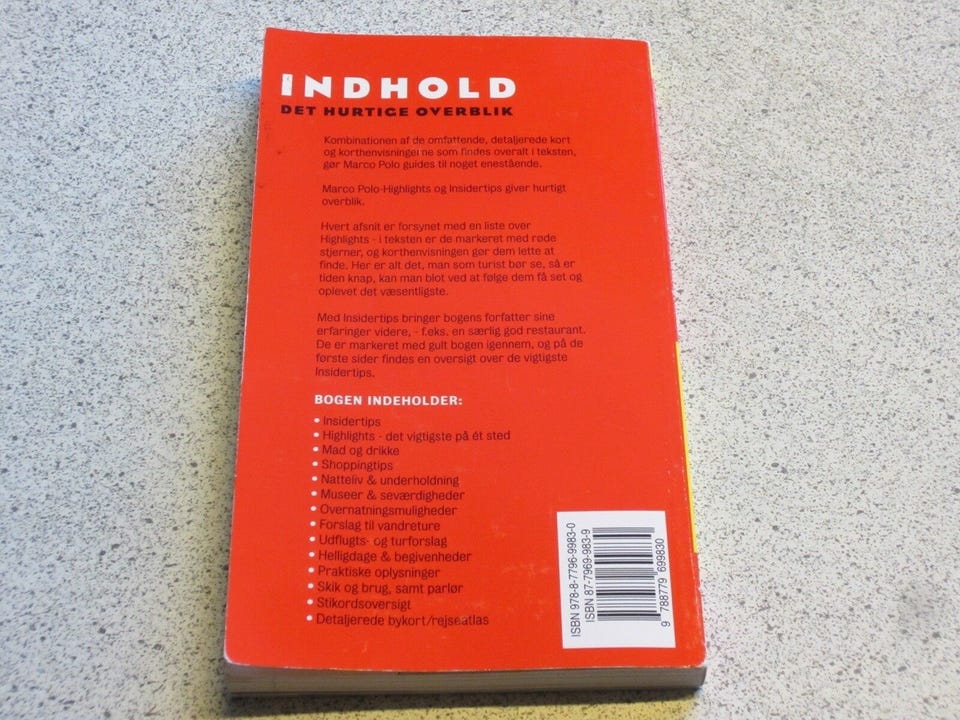 INDHOLD
DET HURTIGE OVERBLIK
Kombinationen af de omfattende, detaljerede kort
og korthenvisningerne som findes overalt i teksten,
gør Marco Polo guides til noget enestående.
Marco Polo-Highlights og Insidertips giver hurtigt
overblik.
Hvert afsnit er forsynet med en liste over
Highlights - i teksten er de markeret med røde
stjerner, og korthenvisningen gør dem lette at
finde. Her er alt det, man som turist bør se, så er
tiden knap, kan man blot ved at følge dem få set og
oplevet det væsentligste.
Med Insidertips bringer bogens forfatter sine
erfaringer videre, - f.eks. en særlig god restaurant.
De er markeret med gult bogen igennem, og på de
første sider findes en oversigt over de vigtigste
Insidertips.
BOGEN INDEHOLDER:
• Insidertips
• Highlights - det vigtigste på ét sted
• Mad og drikke
• Shoppingtips
• Natteliv & underholdning
• Museer & seværdigheder
• Overnatningsmuligheder
• Forslag til vandreture
• Udflugts- og turforslag
• Helligdage & begivenheder
• Praktiske oplysninger
• Skik og brug, samt parlør
• Stikordsoversigt
• Detaljerede bykort/rejseatlas
ISBN 978-8-7796-9983-0
ISBN 87-7969-983-9
9 788779 699830